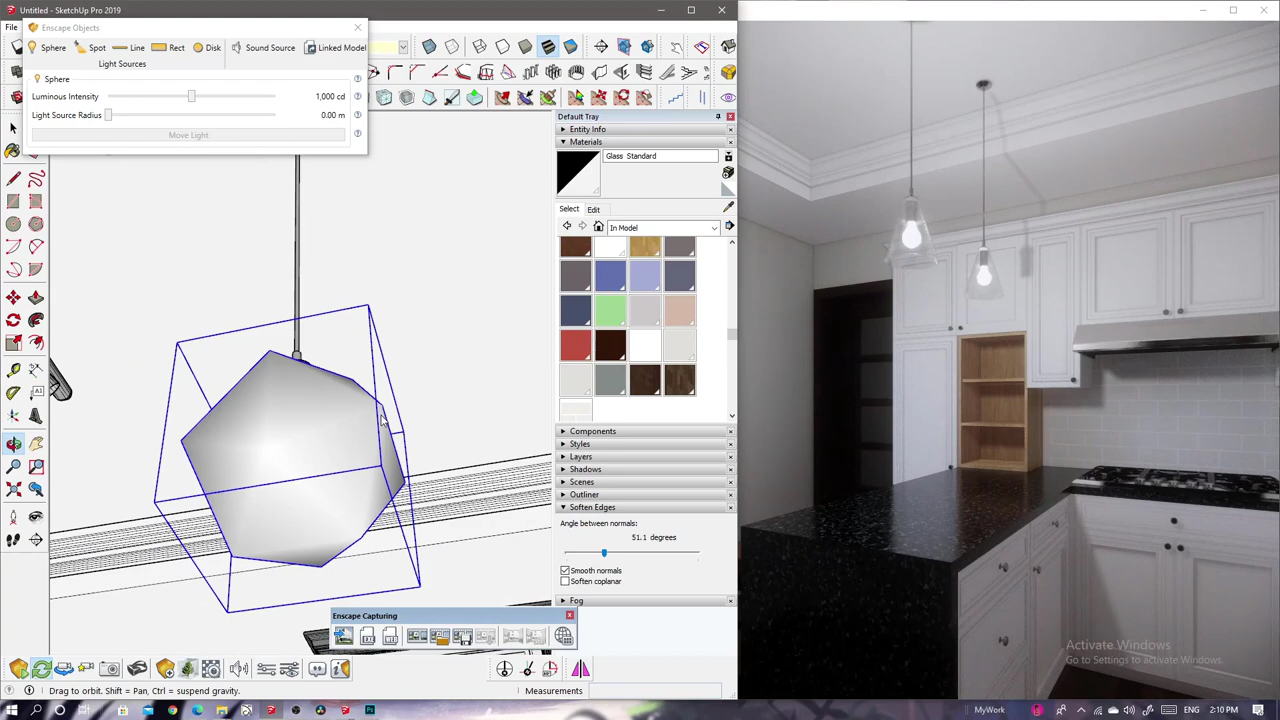 Untitled - SketchUp Pro 2019
File
Enscape Objects
Sphere Spot Line Rect Disk Sound Source Linked Model
Light Sources
Sphere
Luminous Intensity 1,000 cd
Light Source Radius 0.00 m
Move Light
Default Tray
Entity Info
Materials
Glass Standard
Select Edit
In Model
Components
Styles
Layers
Shadows
Scenes
Outliner
Soften Edges
Angle between normals:
51.1 degrees
Smooth normals
Soften coplanar
Fog
Enscape Capturing
Activate Windows
Go to Settings to activate Windows.
Drag to orbit. Shift = Pan, Ctrl = suspend gravity.
Measurements
MyWork
ENG
2:10 PM